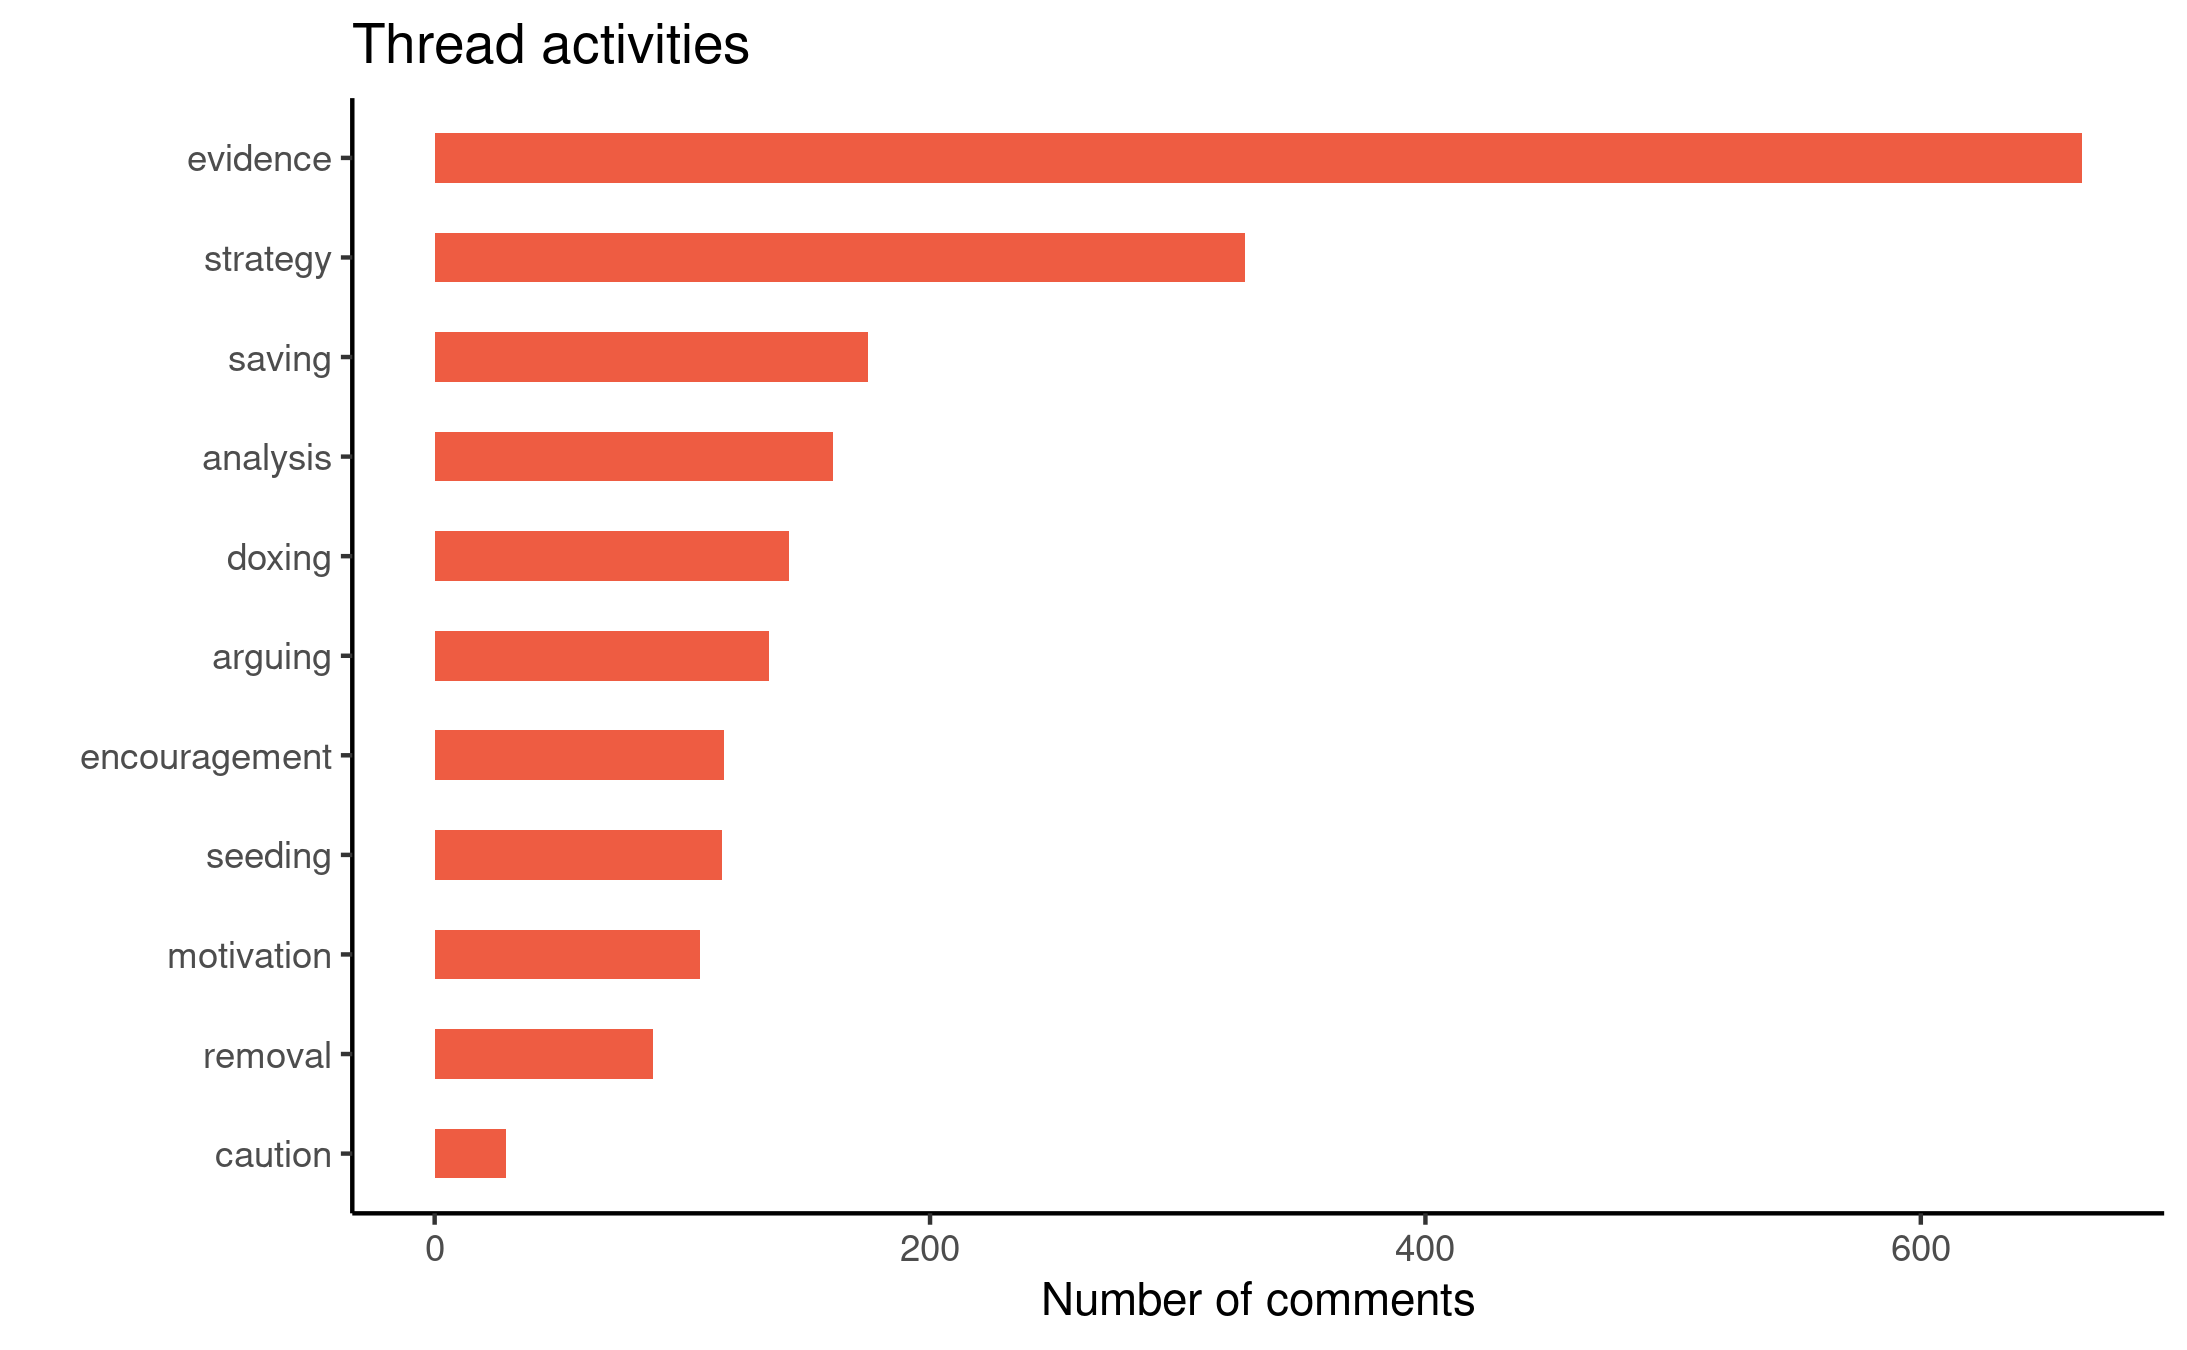 Thread activities
evidence
strategy
saving
analysis
doxing
arguing
encouragement
seeding
motivation
removal
caution
0 200 400 600
Number of comments